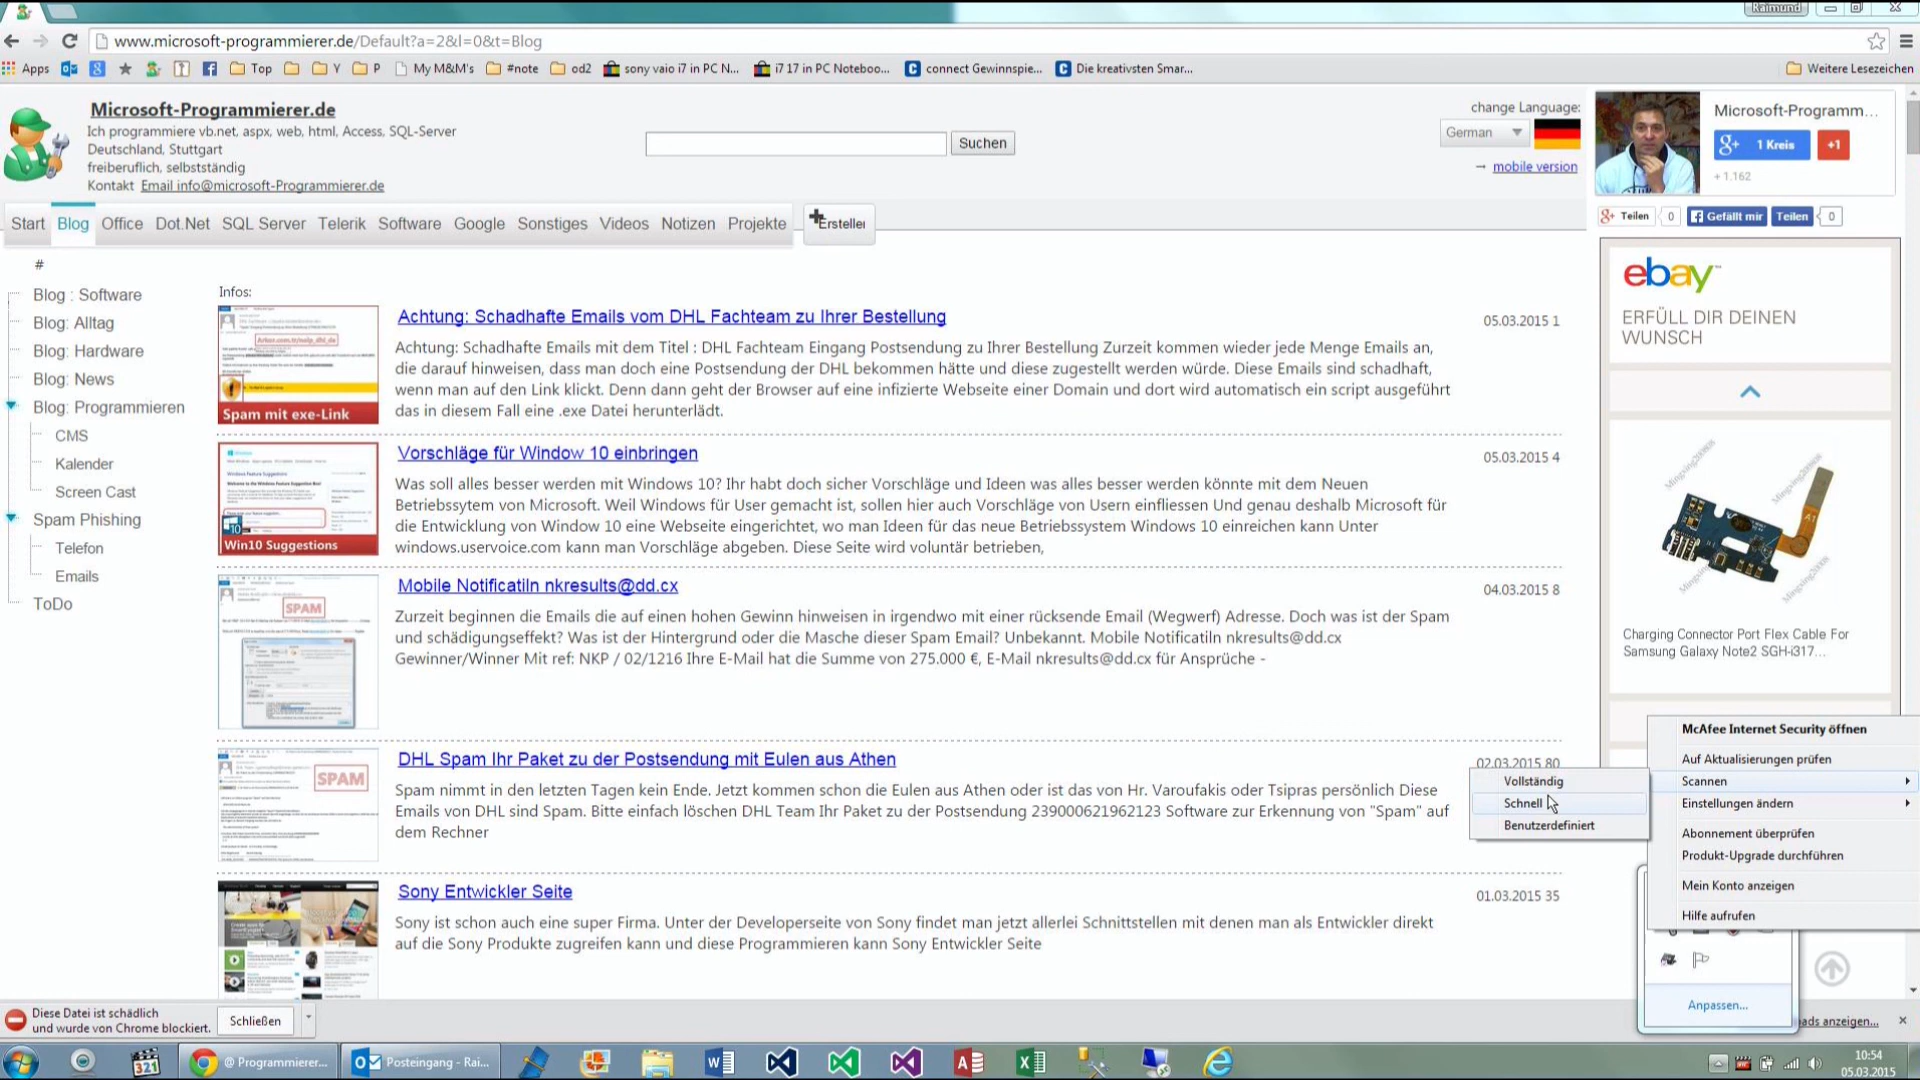 Raimund
www.microsoft-programmierer.de/Default?a=2&l=0&t=Blog
Apps
Top
Y
P
My M&M's
#note
od2
sony vaio i7 in PC N...
i7 17 in PC Noteboo...
connect Gewinnspie...
Die kreativsten Smar...
Weitere Lesezeichen
Microsoft-Programmierer.de
Ich programmiere vb.net, aspx, web, html, Access, SQL-Server
Deutschland, Stuttgart
freiberuflich, selbstständig
Kontakt Email info@microsoft-Programmierer.de
Suchen
change Language:
German
→ mobile version
Microsoft-Programm...
g+ 1 Kreis
+1
+ 1.162
g+ Teilen 0
Gefällt mir Teilen 0
Start Blog Office Dot.Net SQL Server Telerik Software Google Sonstiges Videos Notizen Projekte
Ersteller
#
Blog : Software
Blog: Alltag
Blog: Hardware
Blog: News
Blog: Programmieren
CMS
Kalender
Screen Cast
Spam Phishing
Telefon
Emails
ToDo
Infos:
Spam mit exe-Link
Achtung: Schadhafte Emails vom DHL Fachteam zu Ihrer Bestellung
05.03.2015 1
Achtung: Schadhafte Emails mit dem Titel : DHL Fachteam Eingang Postsendung zu Ihrer Bestellung Zurzeit kommen wieder jede Menge Emails an,
die darauf hinweisen, dass man doch eine Postsendung der DHL bekommen hätte und diese zugestellt werden würde. Diese Emails sind schadhaft,
wenn man auf den Link klickt. Denn dann geht der Browser auf eine infizierte Webseite einer Domain und dort wird automatisch ein script ausgeführt
das in diesem Fall eine .exe Datei herunterlädt.
Win10 Suggestions
Vorschläge für Window 10 einbringen
05.03.2015 4
Was soll alles besser werden mit Windows 10? Ihr habt doch sicher Vorschläge und Ideen was alles besser werden könnte mit dem Neuen
Betriebssytem von Microsoft. Weil Windows für User gemacht ist, sollen hier auch Vorschläge von Usern einfliessen Und genau deshalb Microsoft für
die Entwicklung von Window 10 eine Webseite eingerichtet, wo man Ideen für das neue Betriebssystem Windows 10 einreichen kann Unter
windows.uservoice.com kann man Vorschläge abgeben. Diese Seite wird voluntär betrieben,
SPAM
Mobile Notificatiln nkresults@dd.cx
04.03.2015 8
Zurzeit beginnen die Emails die auf einen hohen Gewinn hinweisen in irgendwo mit einer rücksende Email (Wegwerf) Adresse. Doch was ist der Spam
und schädigungseffekt? Was ist der Hintergrund oder die Masche dieser Spam Email? Unbekannt. Mobile Notificatiln nkresults@dd.cx
Gewinner/Winner Mit ref: NKP / 02/1216 Ihre E-Mail hat die Summe von 275.000 €, E-Mail nkresults@dd.cx für Ansprüche -
SPAM
DHL Spam Ihr Paket zu der Postsendung mit Eulen aus Athen
02.03.2015 80
Spam nimmt in den letzten Tagen kein Ende. Jetzt kommen schon die Eulen aus Athen oder ist das von Hr. Varoufakis oder Tsipras persönlich Diese
Emails von DHL sind Spam. Bitte einfach löschen DHL Team Ihr Paket zu der Postsendung 239000621962123 Software zur Erkennung von "Spam" auf
dem Rechner
Sony Entwickler Seite
01.03.2015 35
Sony ist schon auch eine super Firma. Unter der Developerseite von Sony findet man jetzt allerlei Schnittstellen mit denen man als Entwickler direkt
auf die Sony Produkte zugreifen kann und diese Programmieren kann Sony Entwickler Seite
ebay™
ERFÜLL DIR DEINEN
WUNSCH
Mingxing200908
Mingxing200908
Mingxing200908
Mingxing200908
A1
Charging Connector Port Flex Cable For
Samsung Galaxy Note2 SGH-i317...
McAfee Internet Security öffnen
Auf Aktualisierungen prüfen
Scannen
Einstellungen ändern
Abonnement überprüfen
Produkt-Upgrade durchführen
Mein Konto anzeigen
Hilfe aufrufen
Vollständig
Schnell
Benutzerdefiniert
Anpassen...
Diese Datei ist schädlich
und wurde von Chrome blockiert.
Schließen
ads anzeigen...
321
@ Programmierer...
Posteingang - Rai...
10:54
05.03.2015